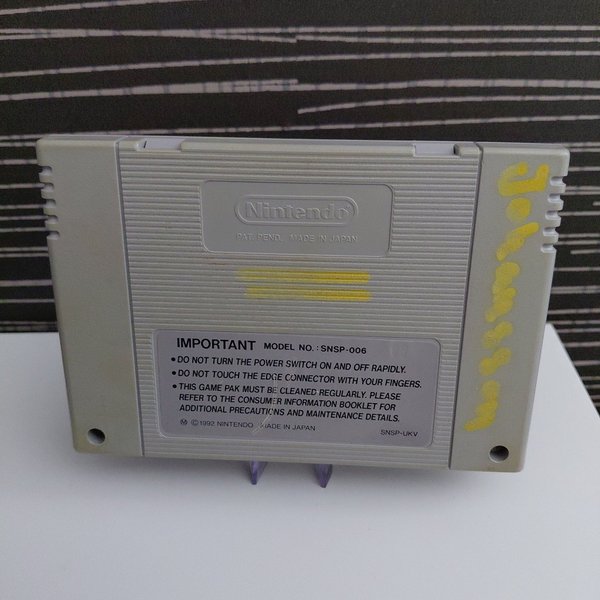 Nintendo
PAT. PEND. MADE IN JAPAN
IMPORTANT MODEL NO.: SNSP-006
• DO NOT TURN THE POWER SWITCH ON AND OFF RAPIDLY.
• DO NOT TOUCH THE EDGE CONNECTOR WITH YOUR FINGERS.
• THIS GAME PAK MUST BE CLEANED REGULARLY. PLEASE
REFER TO THE CONSUMER INFORMATION BOOKLET FOR
ADDITIONAL PRECAUTIONS AND MAINTENANCE DETAILS.
Ⓜ © 1992 NINTENDO MADE IN JAPAN
SNSP-UKV